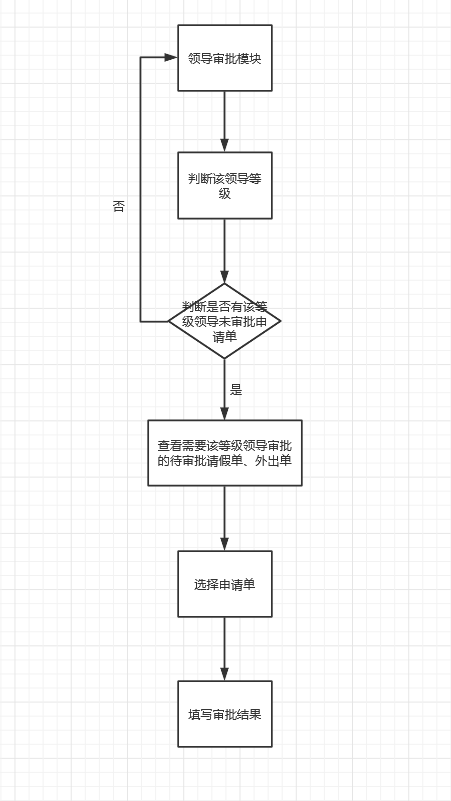 领导审批模块
判断该领导等
级
否
判断是否有该等
级领导未审批申
请单
是
查看需要该等级领导审批
的待审批请假单、外出单
选择申请单
填写审批结果